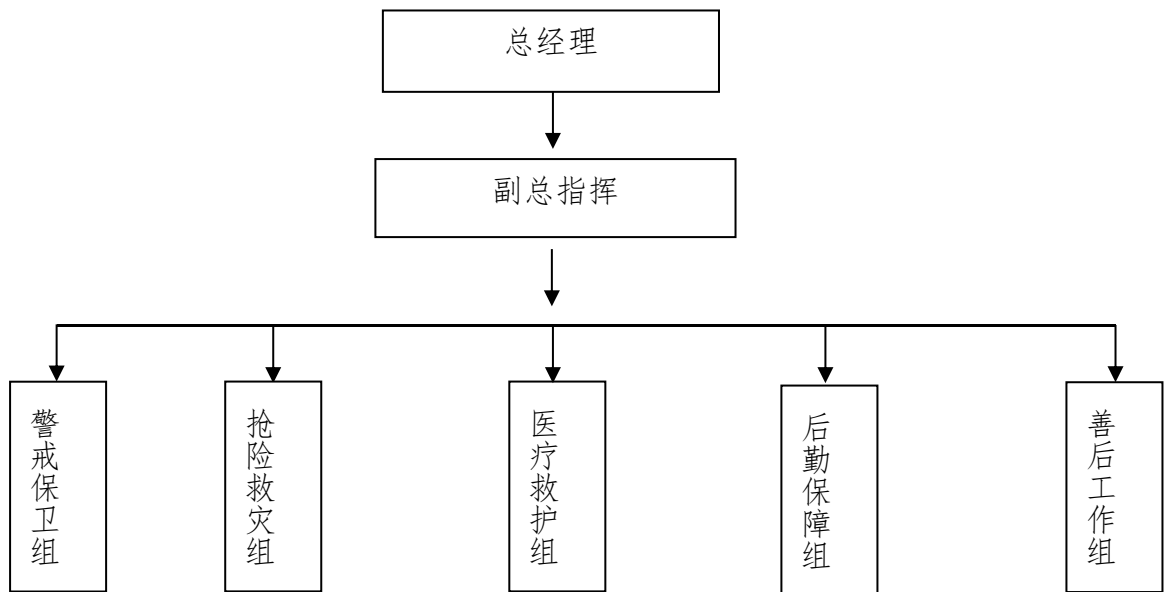 总经理
副总指挥
警戒保卫组
抢险救灾组
医疗救护组
后勤保障组
善后工作组